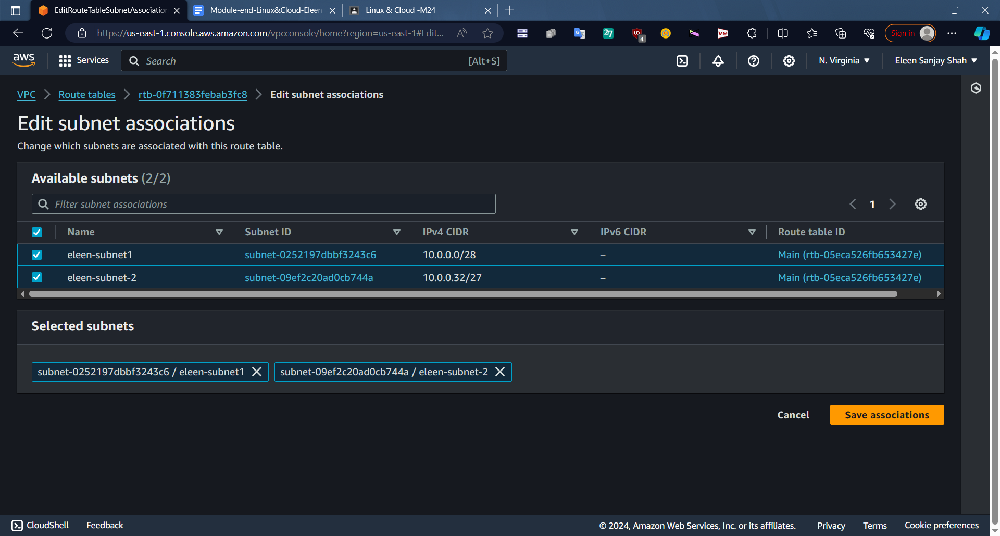 EditRouteTableSubnetAssociation
Module-end-Linux&Cloud-Eleen
Linux & Cloud -M24
https://us-east-1.console.aws.amazon.com/vpcconsole/home?region=us-east-1#Edit...
27
4
VM
Sign in
aws
Services
Search
[Alt+S]
N. Virginia
Eleen Sanjay Shah
VPC
Route tables
rtb-0f711383febab3fc8
Edit subnet associations
Edit subnet associations
Change which subnets are associated with this route table.
Available subnets (2/2)
Filter subnet associations
1
Name Subnet ID IPv4 CIDR IPv6 CIDR Route table ID
eleen-subnet1 subnet-0252197dbbf3243c6 10.0.0.0/28 – Main (rtb-05eca526fb653427e)
eleen-subnet-2 subnet-09ef2c20ad0cb744a 10.0.0.32/27 – Main (rtb-05eca526fb653427e)
Selected subnets
subnet-0252197dbbf3243c6 / eleen-subnet1
subnet-09ef2c20ad0cb744a / eleen-subnet-2
Cancel
Save associations
CloudShell
Feedback
© 2024, Amazon Web Services, Inc. or its affiliates.
Privacy
Terms
Cookie preferences